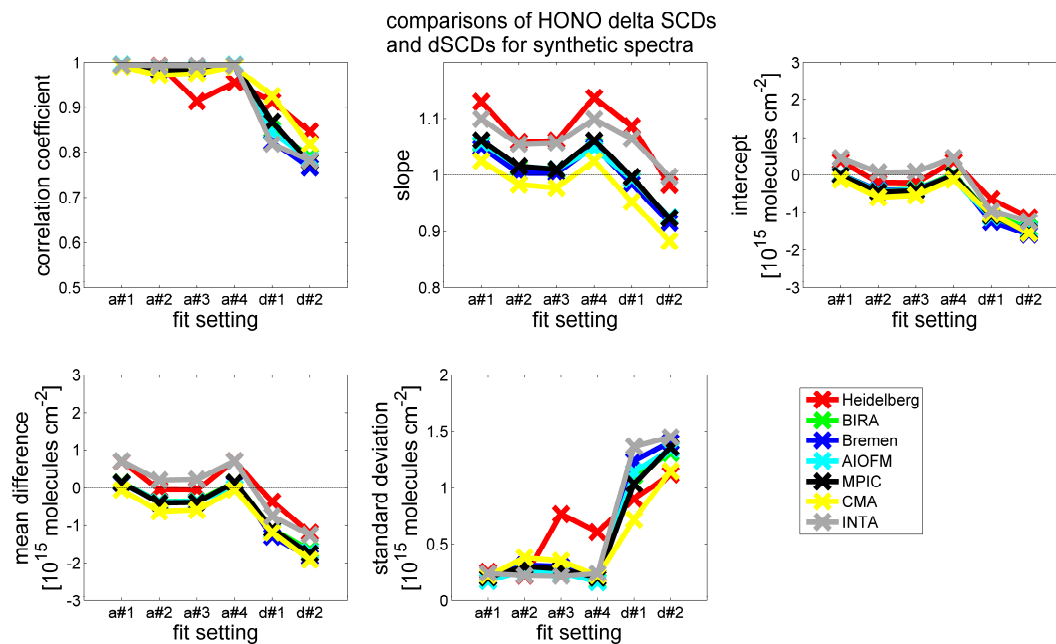 comparisons of HONO delta SCDs
and dSCDs for synthetic spectra
correlation coefficient
1
0.9
0.8
0.7
0.6
0.5
a#1 a#2 a#3 a#4 d#1 d#2
fit setting
slope
1.1
1
0.9
0.8
a#1 a#2 a#3 a#4 d#1 d#2
fit setting
intercept
[10^15 molecules cm^-2]
3
2
1
0
-1
-2
-3
a#1 a#2 a#3 a#4 d#1 d#2
fit setting
mean difference
[10^15 molecules cm^-2]
3
2
1
0
-1
-2
-3
a#1 a#2 a#3 a#4 d#1 d#2
fit setting
standard deviation
[10^15 molecules cm^-2]
2
1.5
1
0.5
0
a#1 a#2 a#3 a#4 d#1 d#2
fit setting
Heidelberg
BIRA
Bremen
AIOFM
MPIC
CMA
INTA